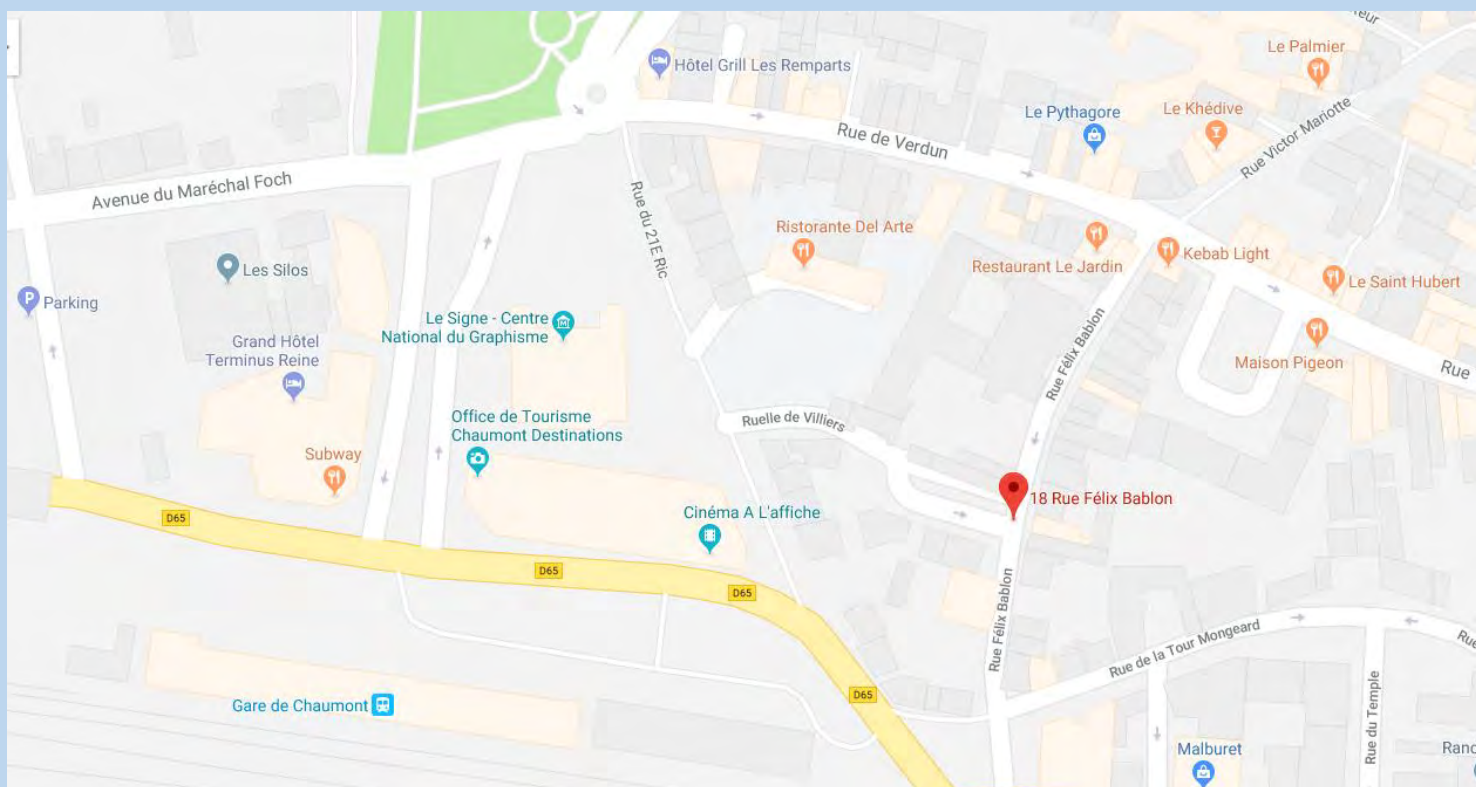 Le Palmier
Hôtel Grill Les Remparts
Le Pythagore
Le Khédive
Rue de Verdun
Rue Victor Mariotte
Avenue du Maréchal Foch
Rue du 21E Ric
Ristorante Del Arte
Restaurant Le Jardin
Kebab Light
Les Silos
Le Saint Hubert
P
Parking
Le Signe - Centre
National du Graphisme
Grand Hôtel
Terminus Reine
Rue Félix Bablon
Maison Pigeon
Rue
Office de Tourisme
Chaumont Destinations
Ruelle de Villiers
Subway
18 Rue Félix Bablon
Cinéma A L'affiche
D65
D65
D65
Rue Félix Bablon
Rue de la Tour Mongeard
D65
Gare de Chaumont
Rue du Temple
Malburet